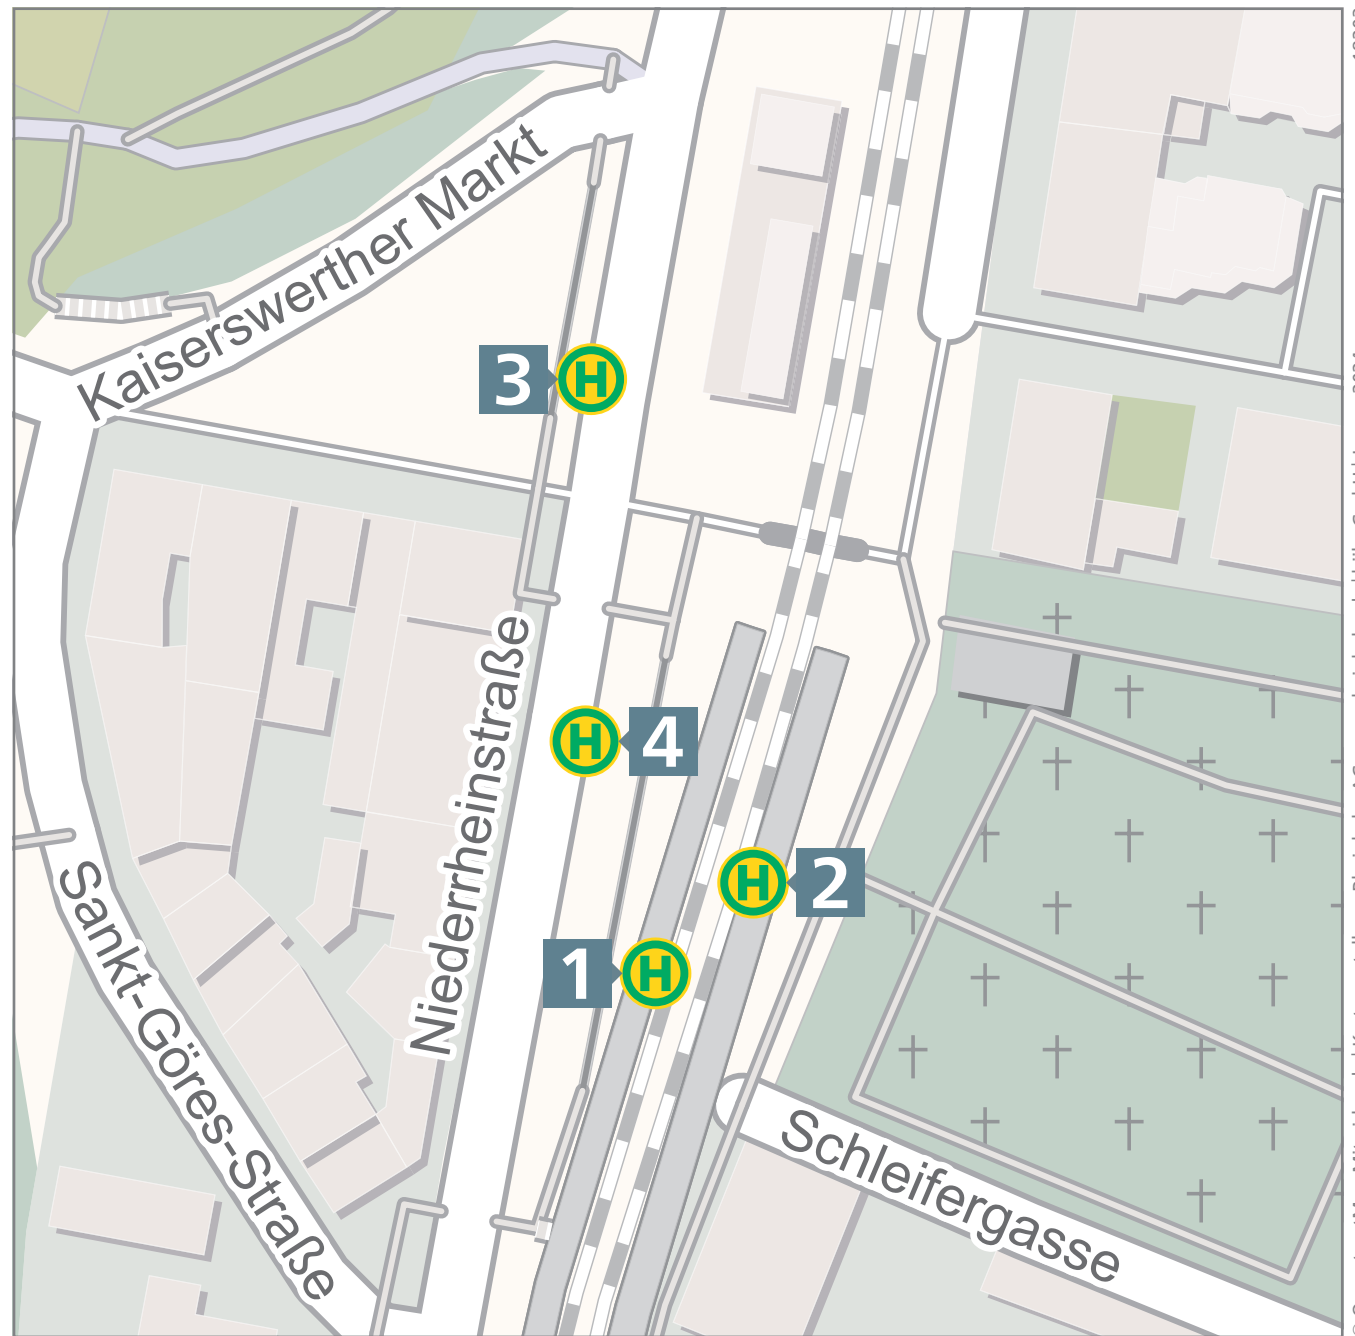 Kaiserswerther Markt
3 H
Niederrheinstraße
H 4
H 2
1 H
Sankt-Göres-Straße
Schleifergasse